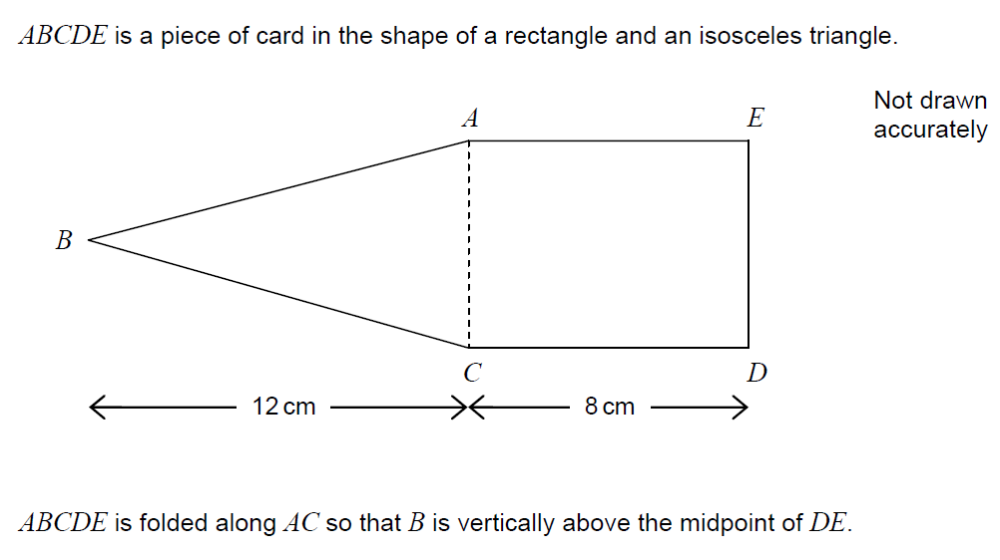 ABCDE is a piece of card in the shape of a rectangle and an isosceles triangle.
Not drawn
accurately
A
E
B
C
D
12 cm
8 cm
ABCDE is folded along AC so that B is vertically above the midpoint of DE.